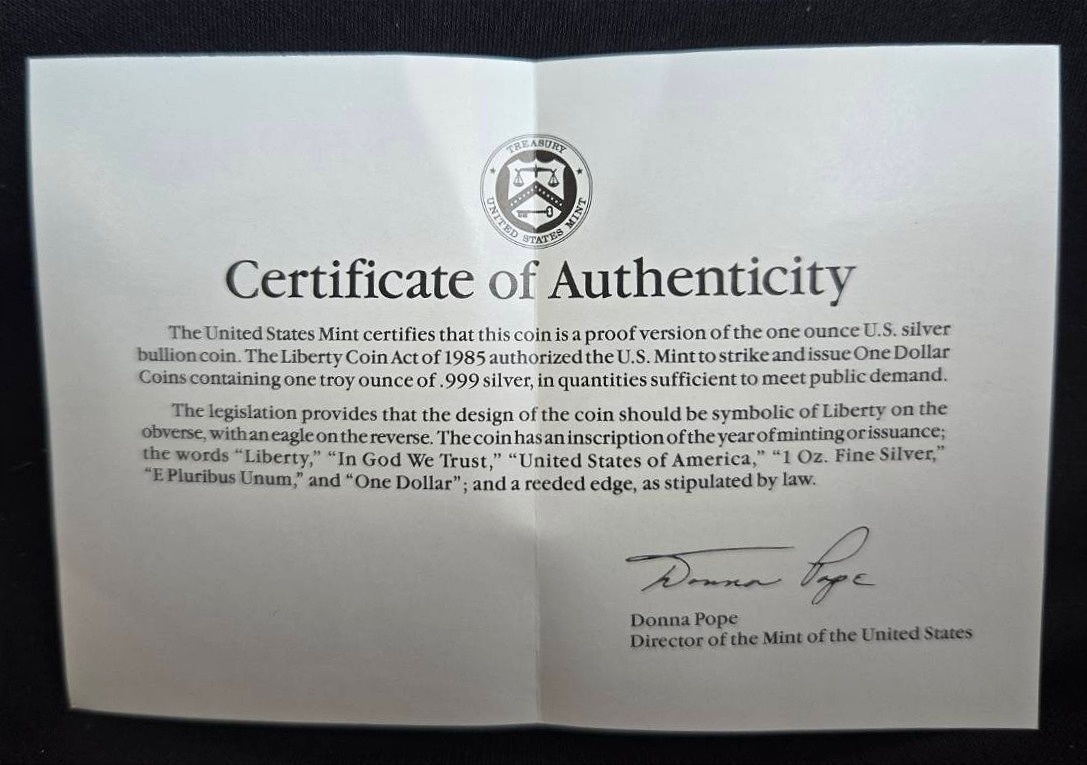 TREASURY
UNITED STATES MINT
Certificate of Authenticity
The United States Mint certifies that this coin is a proof version of the one ounce U.S. silver
bullion coin. The Liberty Coin Act of 1985 authorized the U.S. Mint to strike and issue One Dollar
Coins containing one troy ounce of .999 silver, in quantities sufficient to meet public demand.
The legislation provides that the design of the coin should be symbolic of Liberty on the
obverse, with an eagle on the reverse. The coin has an inscription of the year of minting or issuance;
the words “Liberty,” “In God We Trust,” “United States of America,” “1 Oz. Fine Silver,”
“E Pluribus Unum,” and “One Dollar”; and a reeded edge, as stipulated by law.
Donna Pope
Donna Pope
Director of the Mint of the United States